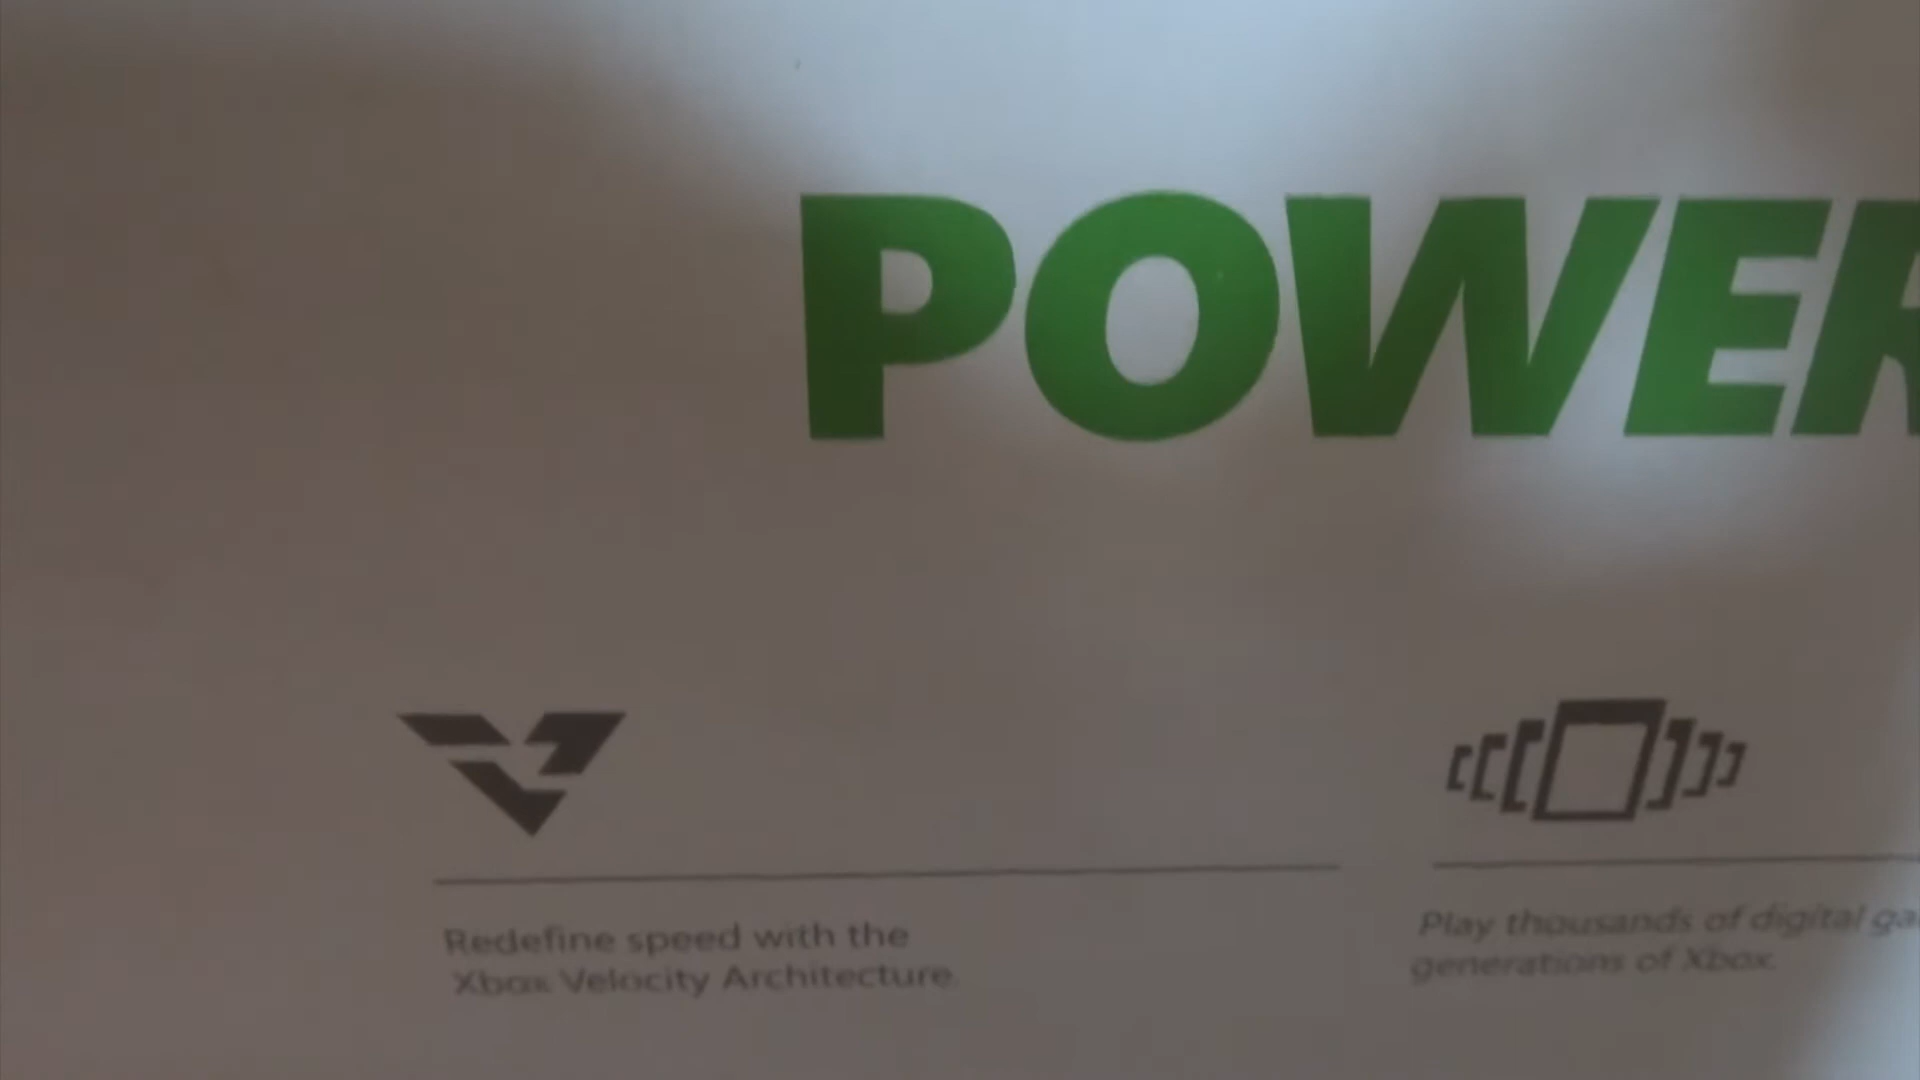 POWER
Redefine speed with the
Xbox Velocity Architecture.
Play thousands of digital
generations of Xbox.